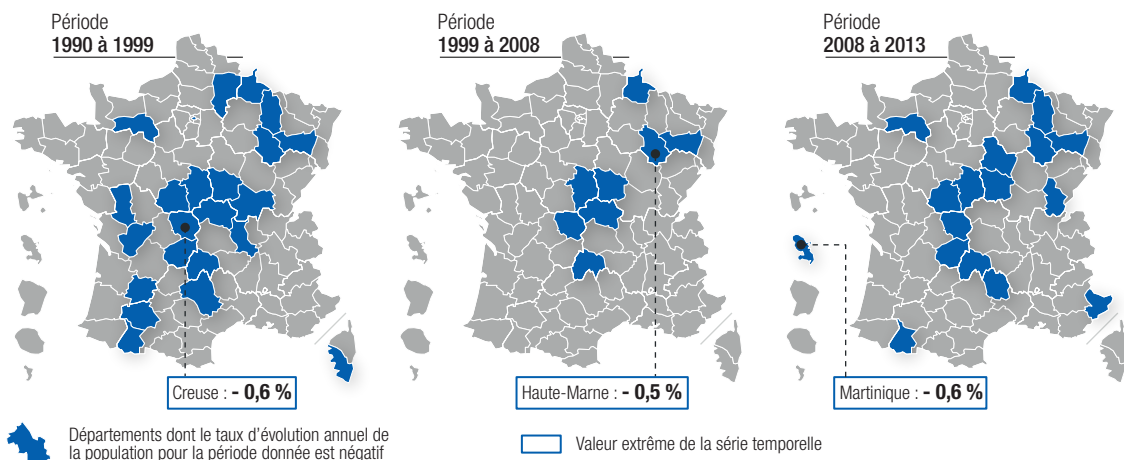 Période
1990 à 1999
Période
1999 à 2008
Période
2008 à 2013
Creuse : - 0,6 %
Haute-Marne : - 0,5 %
Martinique : - 0,6 %
Départements dont le taux d'évolution annuel de
la population pour la période donnée est négatif
Valeur extrême de la série temporelle